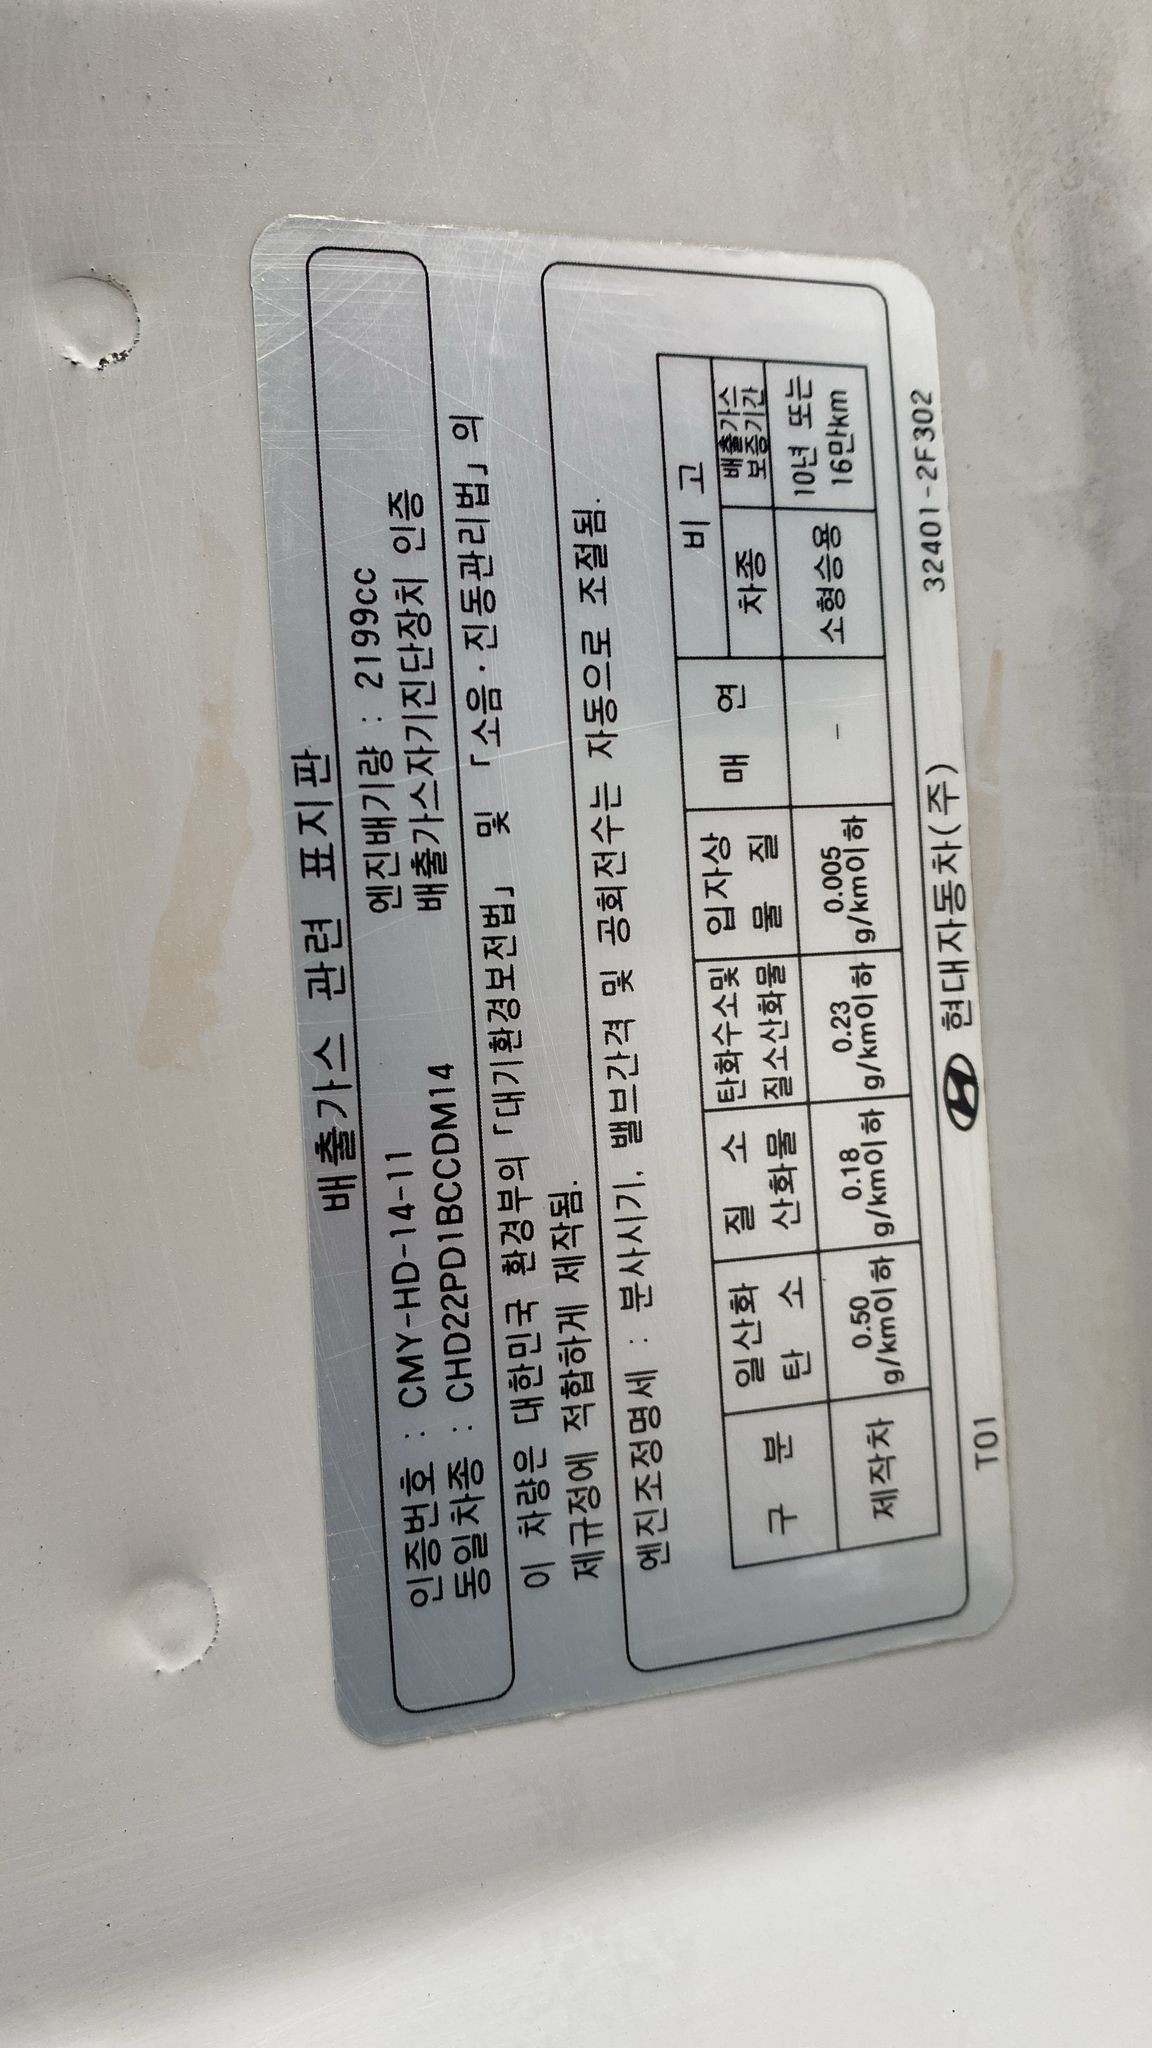 배출가스 관련 표지판
인증번호 : CMY-HD-14-11 엔진배기량 : 2199cc
동일차종 : CHD22PD1BCCDM14 배출가스자기진단장치 인증
이 차량은 대한민국 환경부의 「대기환경보전법」 및 「소음·진동관리법」의
제규정에 적합하게 제작됨.
엔진조정명세 : 분사시기, 밸브간격 및 공회전수는 자동으로 조절됨.
구 분 일산화 탄 소 질 소 산화물 탄화수소및 질소산화물 입자상 물 질 매 연 비 고
차종 배출가스 보증기간
제작차 0.50 g/km이하 0.18 g/km이하 0.23 g/km이하 0.005 g/km이하 - 소형승용 10년 또는 16만km
T01 현대자동차(주) 32401-2F302